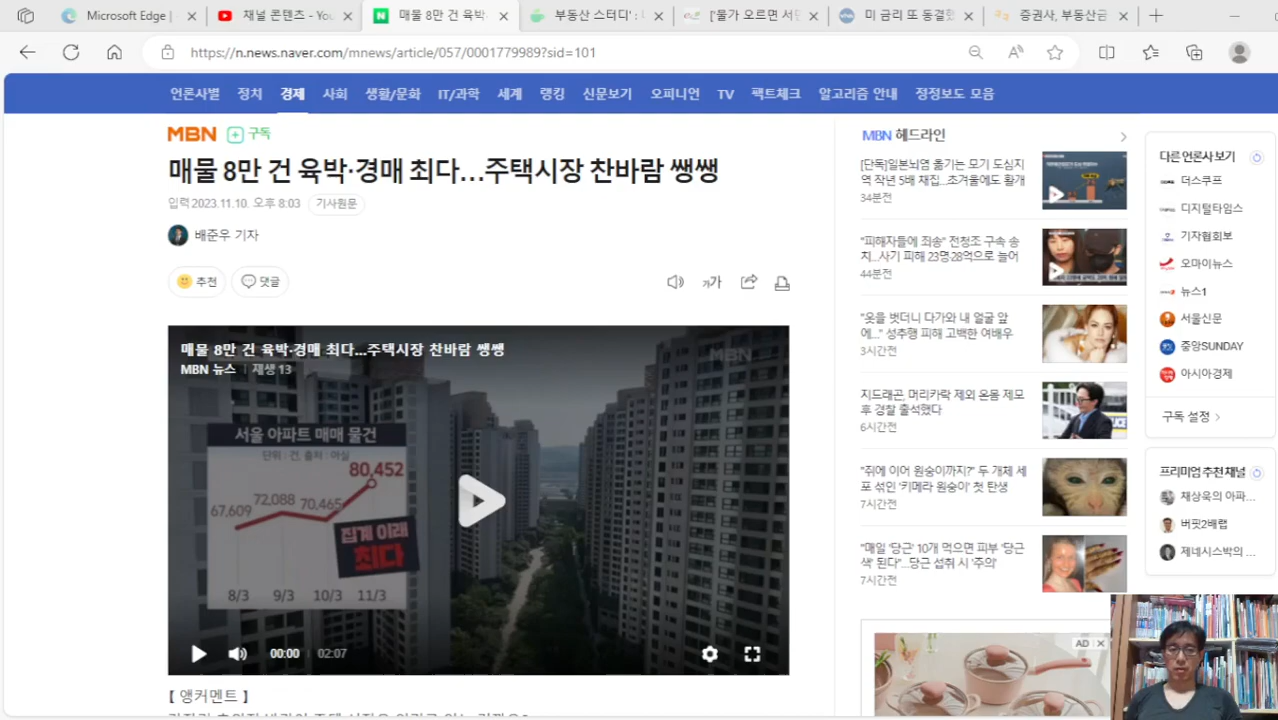 Microsoft Edge |
채널 콘텐츠 - You
매물 8만 건 육박·
부동산 스터디' :
['물가 오르면 서민
미 금리 또 동결했
증권사, 부동산금
https://n.news.naver.com/mnews/article/057/0001779989?sid=101
언론사별 정치 경제 사회 생활/문화 IT/과학 세계 랭킹 신문보기 오피니언 TV 팩트체크 알고리즘 안내 정정보도 모음
MBN 구독
매물 8만 건 육박·경매 최다…주택시장 찬바람 쌩쌩
입력 2023.11.10. 오후 8:03 기사원문
배준우 기자
추천 댓글
가가
매물 8만 건 육박·경매 최다...주택시장 찬바람 쌩쌩
MBN 뉴스 | 재생 13
MBN
서울 아파트 매매 물건
단위 : 건, 출처 : 아실
80,452
72,088
70,465
67,609
집계 이래
최다
8/3 9/3 10/3 11/3
00:00 02:07
【 앵커멘트 】
MBN 헤드라인
[단독]일본뇌염 옮기는 모기 도심지
역 작년 5배 채집…초겨울에도 활개
34분전
"피해자들에 죄송" 전청조 구속 송
치…사기 피해 23명 28억으로 늘어
44분전
"옷을 벗더니 다가와 내 얼굴 앞
에…" 성추행 피해 고백한 여배우
3시간전
지드래곤, 머리카락 제외 온몸 제모
후 경찰 출석했다
6시간전
"쥐에 이어 원숭이까지?" 두 개체 세
포 섞인 '키메라 원숭이' 첫 탄생
7시간전
"매일 '당근' 10개 먹으면 피부 '당근
색' 된다"…당근 섭취 시 '주의'
7시간전
AD
다른 언론사 보기
더스쿠프
디지털타임스
기자협회보
오마이뉴스
뉴스1
서울신문
중앙SUNDAY
아시아경제
구독 설정
프리미엄 추천 채널
채상욱의 아파...
버핏2배랩
제네시스박의 ...